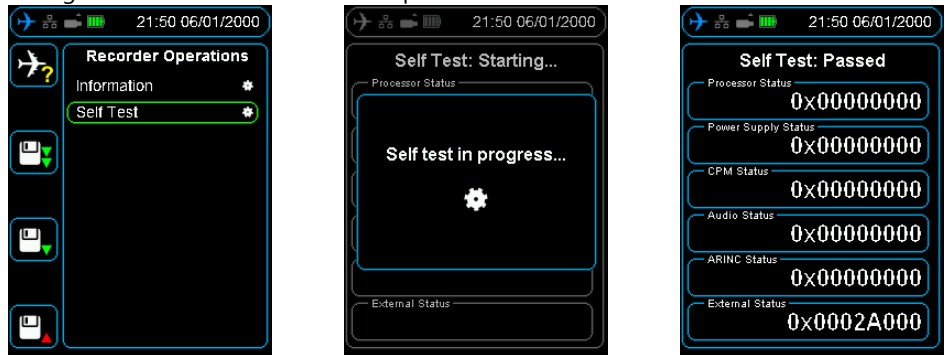 21:50 06/01/2000
Recorder Operations
Information
Self Test
?
21:50 06/01/2000
Self Test: Starting...
Processor Status
Self test in progress...
External Status
21:50 06/01/2000
Self Test: Passed
Processor Status
0x00000000
Power Supply Status
0x00000000
CPM Status
0x00000000
Audio Status
0x00000000
ARINC Status
0x00000000
External Status
0x0002A000